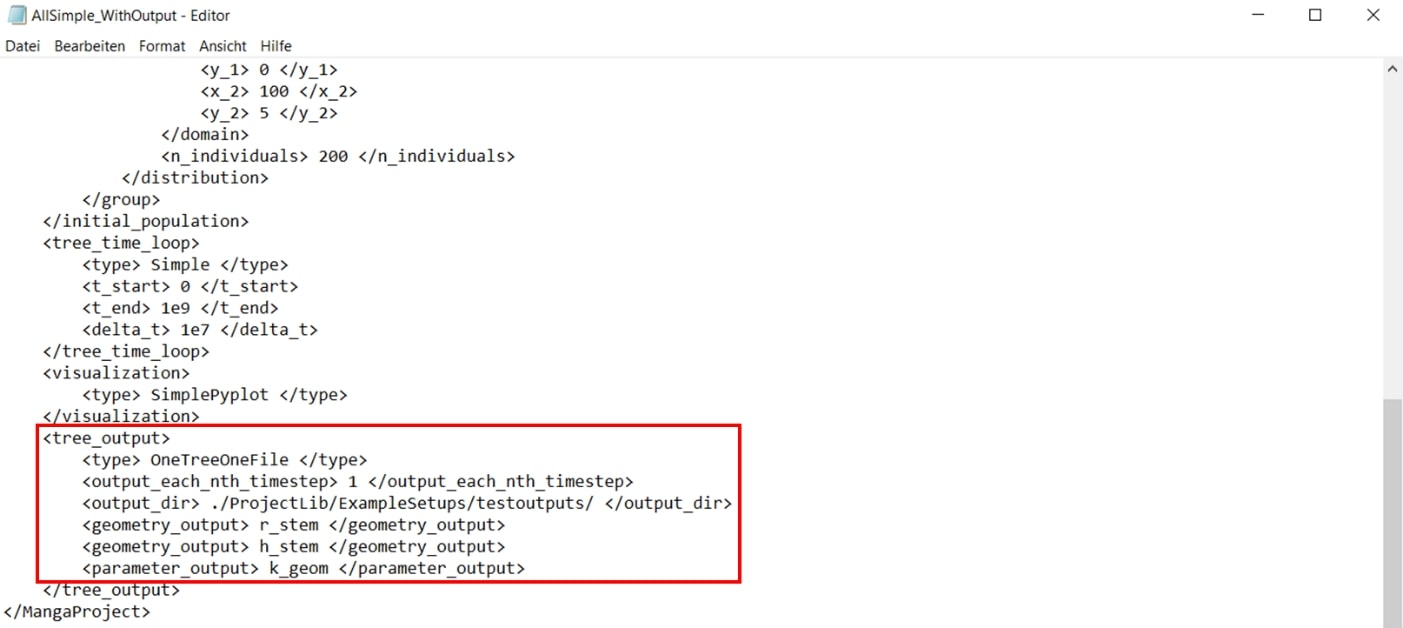 AllSimple_WithOutput - Editor
Datei Bearbeiten Format Ansicht Hilfe
<y_1> 0 </y_1>
<x_2> 100 </x_2>
<y_2> 5 </y_2>
</domain>
<n_individuals> 200 </n_individuals>
</distribution>
</group>
</initial_population>
<tree_time_loop>
<type> Simple </type>
<t_start> 0 </t_start>
<t_end> 1e9 </t_end>
<delta_t> 1e7 </delta_t>
</tree_time_loop>
<visualization>
<type> SimplePyplot </type>
</visualization>
<tree_output>
<type> OneTreeOneFile </type>
<output_each_nth_timestep> 1 </output_each_nth_timestep>
<output_dir> ./ProjectLib/ExampleSetups/testoutputs/ </output_dir>
<geometry_output> r_stem </geometry_output>
<geometry_output> h_stem </geometry_output>
<parameter_output> k_geom </parameter_output>
</tree_output>
</MangaProject>